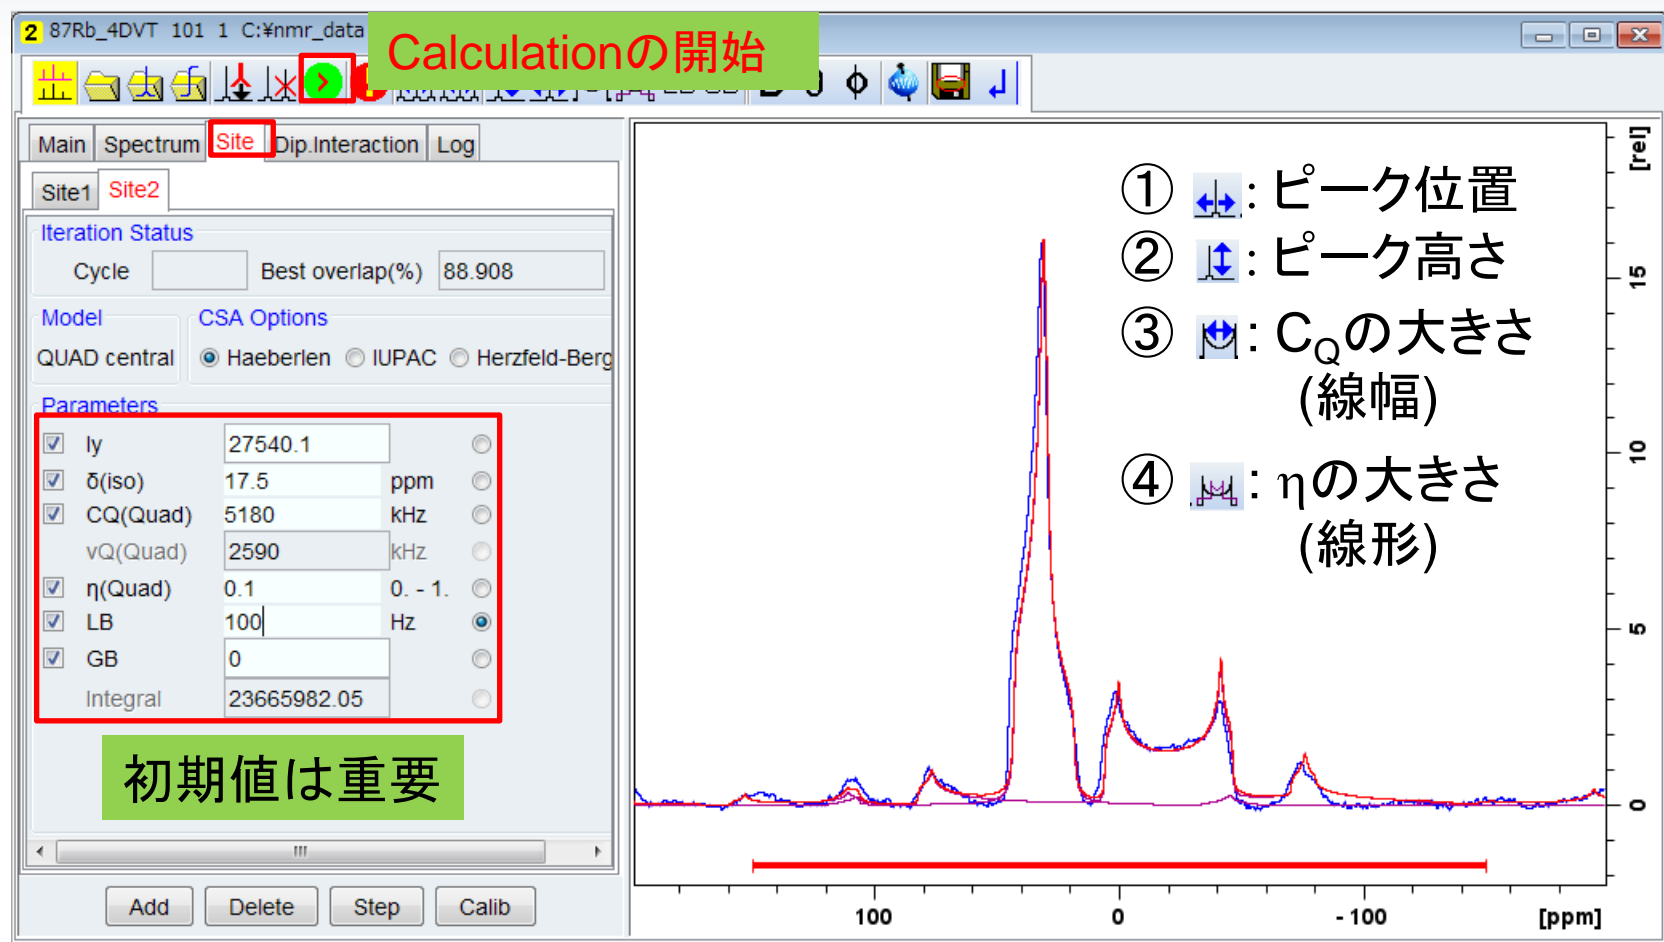 2 87Rb_4DVT 101 1 C:¥nmr_data
Calculationの開始
Main Spectrum Site Dip.Interaction Log
Site1 Site2
Iteration Status
Cycle Best overlap(%) 88.908
Model CSA Options
QUAD central Haeberlen IUPAC Herzfeld-Berg
Parameters
Iy 27540.1
δ(iso) 17.5 ppm
CQ(Quad) 5180 kHz
νQ(Quad) 2590 kHz
η(Quad) 0.1 0. - 1.
LB 100 Hz
GB 0
Integral 23665982.05
初期値は重要
Add Delete Step Calib
① : ピーク位置
② : ピーク高さ
③ : CQの大きさ
(線幅)
④ : ηの大きさ
(線形)
[rel]
15
10
5
0
100 0 -100 [ppm]